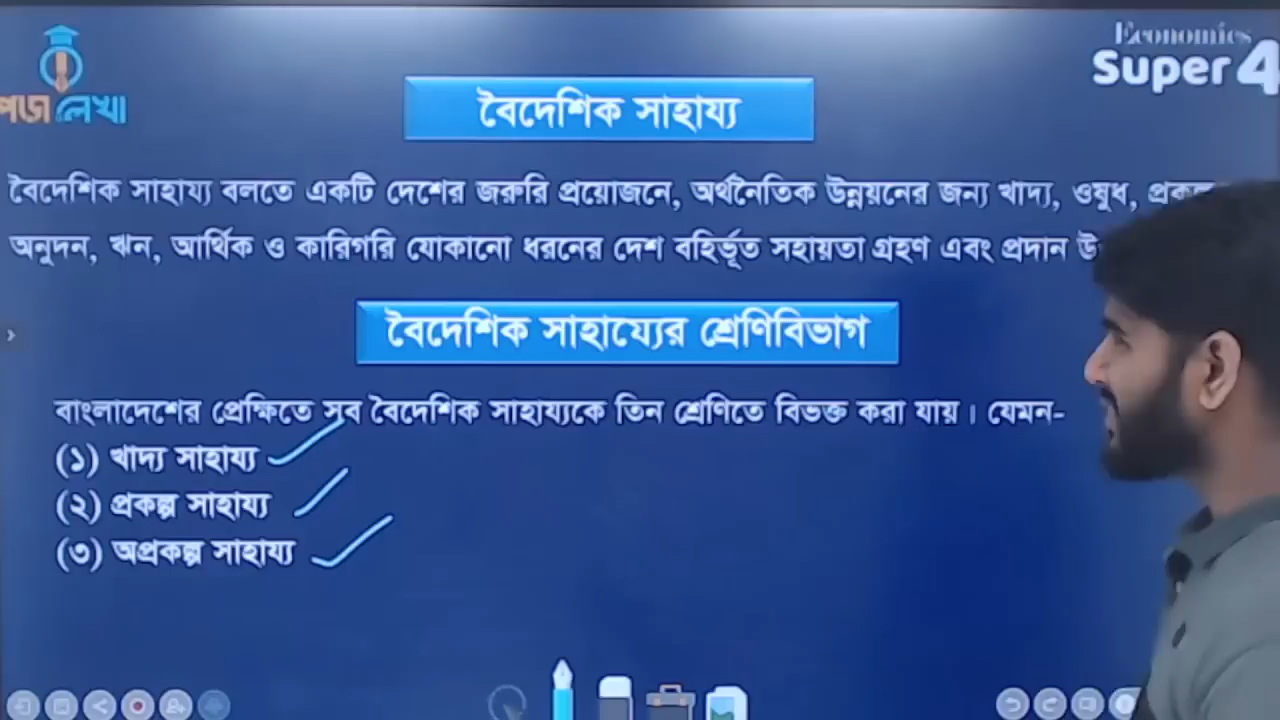 Economics
Super 4
পড়া লেখা
বৈদেশিক সাহায্য
বৈদেশিক সাহায্য বলতে একটি দেশের জরুরি প্রয়োজনে, অর্থনৈতিক উন্নয়নের জন্য খাদ্য, ওষুধ,
অনুদন, ঋন, আর্থিক ও কারিগরি যোকানো ধরনের দেশ বহির্ভূত সহায়তা গ্রহণ এবং প্রদান
বৈদেশিক সাহায্যের শ্রেণিবিভাগ
বাংলাদেশের প্রেক্ষিতে সব বৈদেশিক সাহায্যকে তিন শ্রেণিতে বিভক্ত করা যায়। যেমন-
(১) খাদ্য সাহায্য
(২) প্রকল্প সাহায্য
(৩) অপ্রকল্প সাহায্য